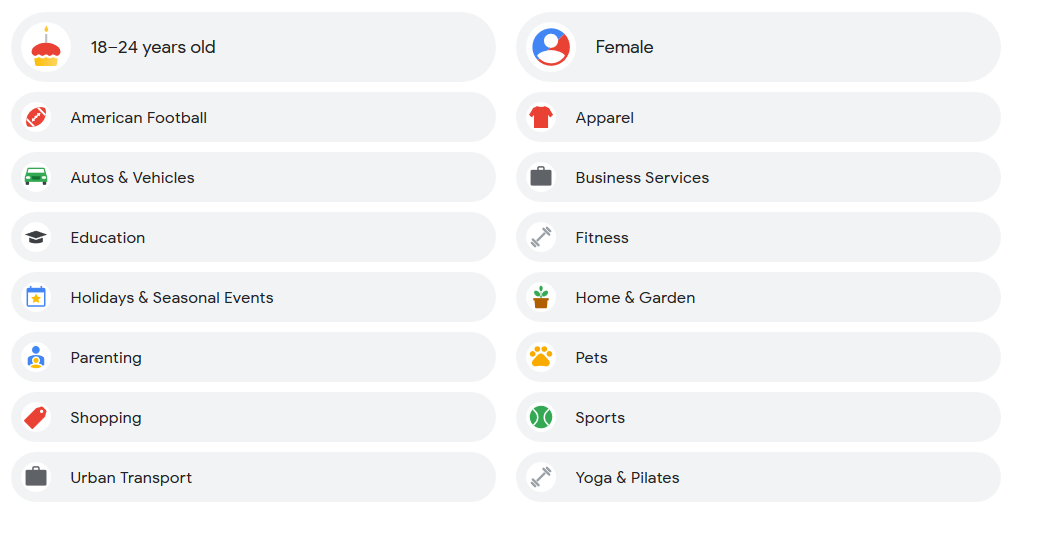 18–24 years old
Female
American Football
Apparel
Autos & Vehicles
Business Services
Education
Fitness
Holidays & Seasonal Events
Home & Garden
Parenting
Pets
Shopping
Sports
Urban Transport
Yoga & Pilates